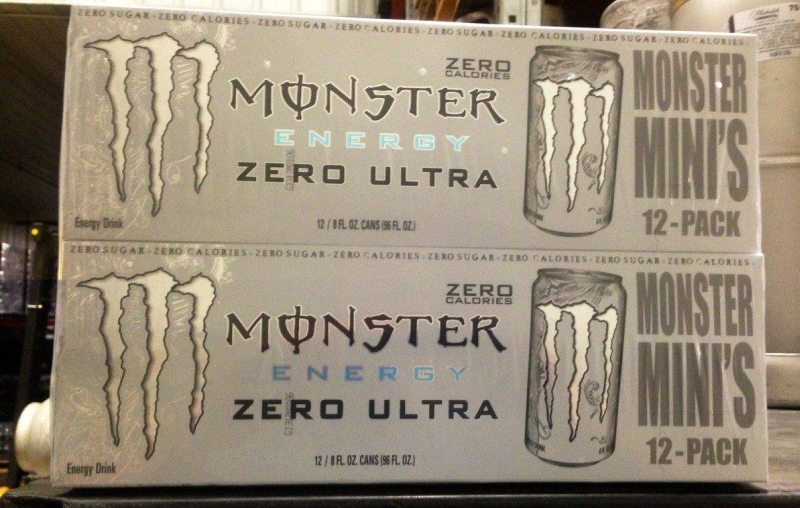 ZERO SUGAR - ZERO CALORIES - ZERO SUGAR - ZERO CALORIES - ZERO SUGAR - ZERO CALORIES - ZERO SUGAR - ZERO CALORIES
ZERO
CALORIES
MONSTER
ENERGY
ZERO ULTRA
Energy Drink
12 / 8 FL. OZ. CANS (96 FL. OZ.)
MONSTER
MINI'S
12-PACK
ZERO SUGAR - ZERO CALORIES - ZERO SUGAR - ZERO CALORIES - ZERO SUGAR - ZERO CALORIES - ZERO SUGAR - ZERO CALORIES -
ZERO
CALORIES
MONSTER
ENERGY
ZERO ULTRA
Energy Drink
12 / 8 FL. OZ. CANS (96 FL. OZ.)
MONSTER
MINI'S
12-PACK